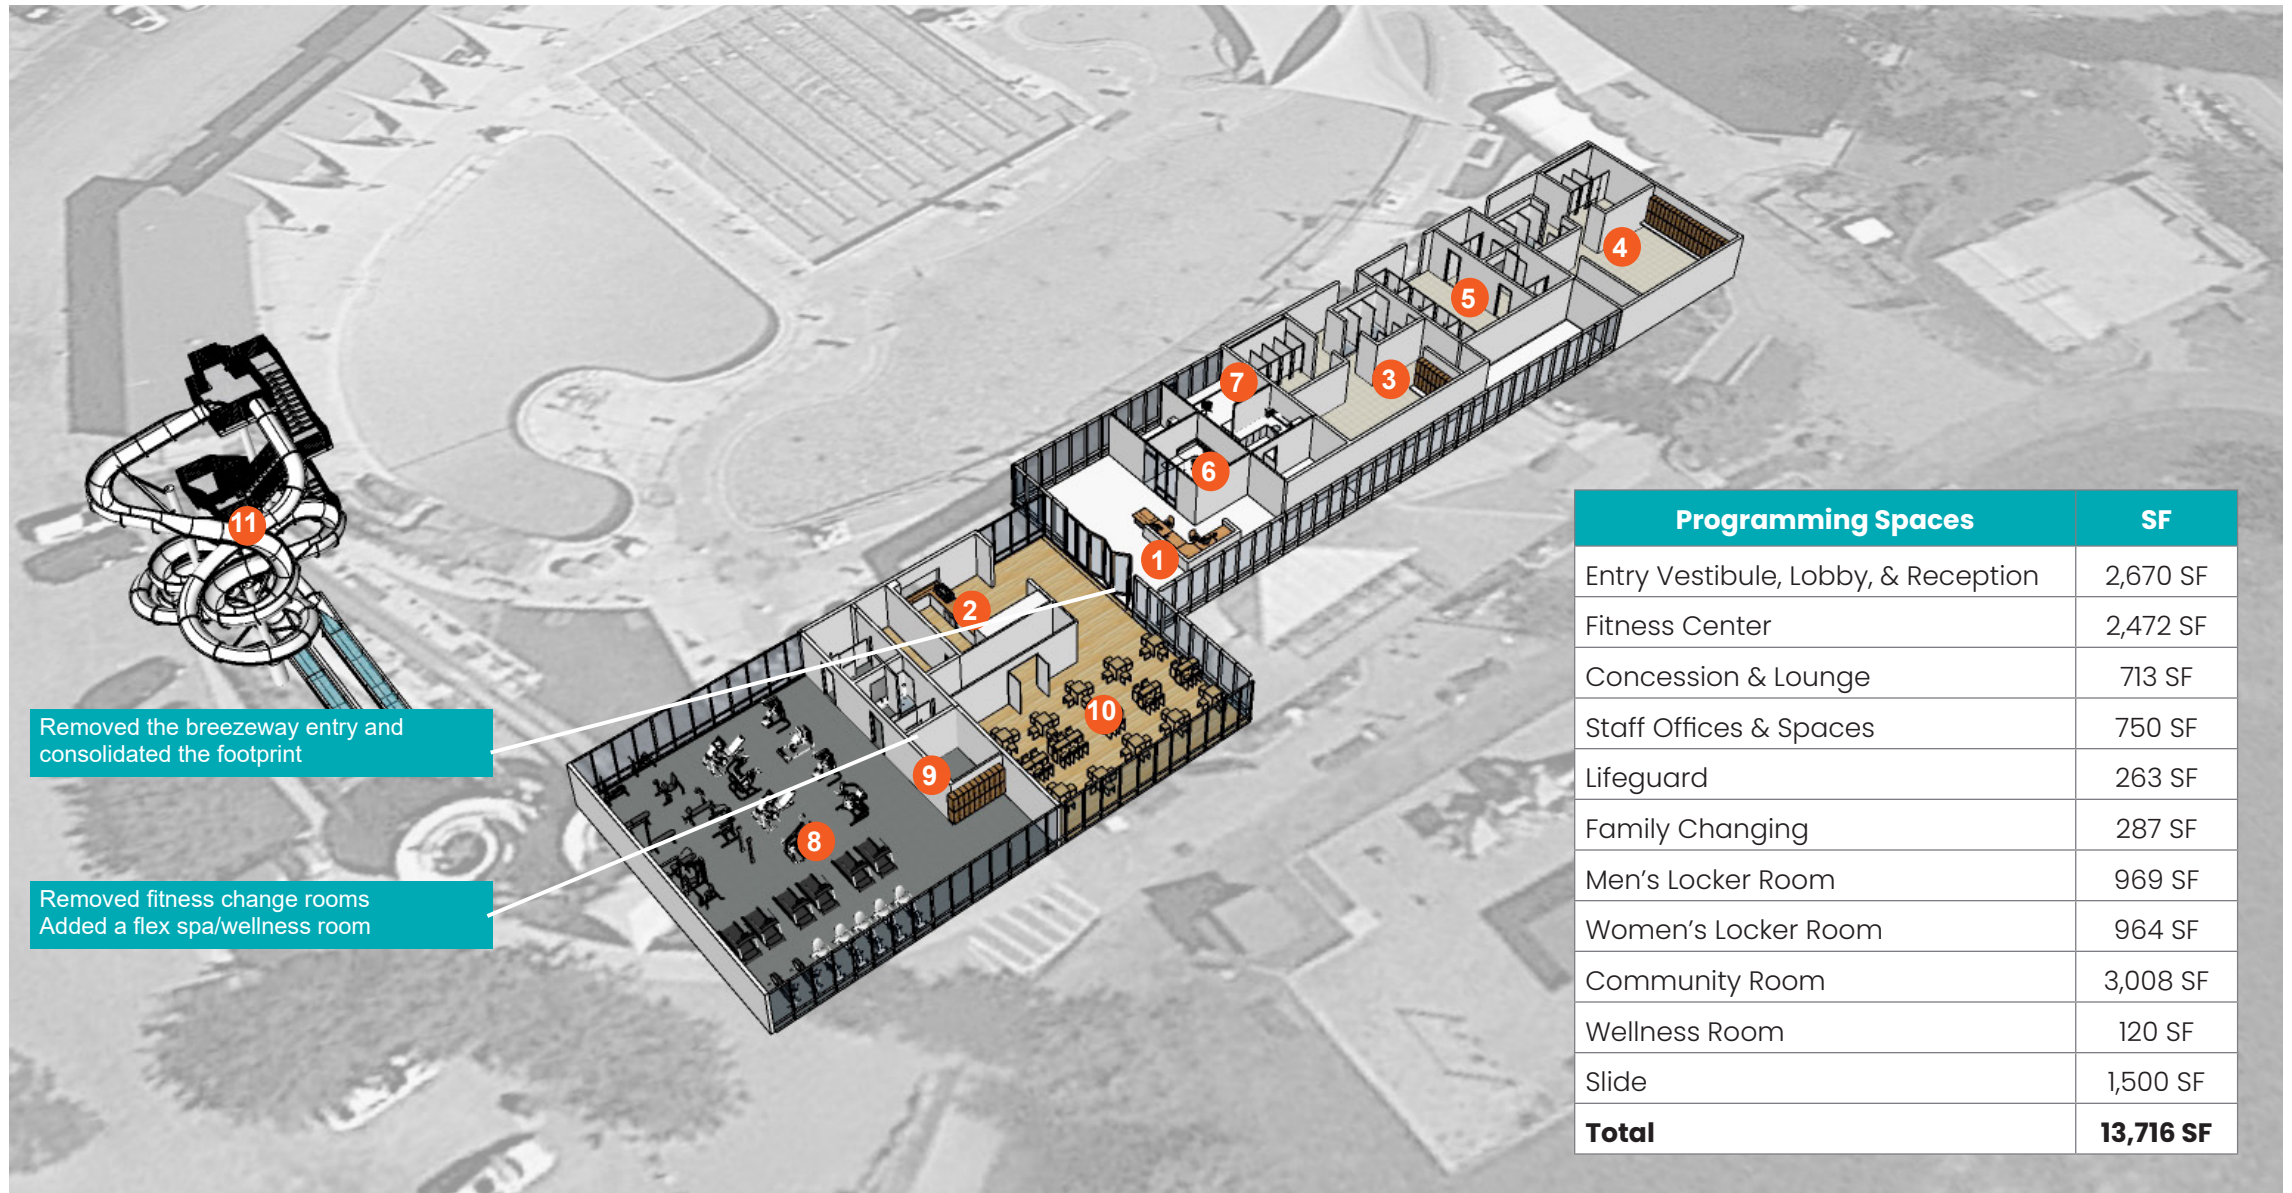 4
5
7
3
6
1
2
10
9
8
11
Removed the breezeway entry and
consolidated the footprint
Removed fitness change rooms
Added a flex spa/wellness room
Programming Spaces SF
Entry Vestibule, Lobby, & Reception 2,670 SF
Fitness Center 2,472 SF
Concession & Lounge 713 SF
Staff Offices & Spaces 750 SF
Lifeguard 263 SF
Family Changing 287 SF
Men’s Locker Room 969 SF
Women’s Locker Room 964 SF
Community Room 3,008 SF
Wellness Room 120 SF
Slide 1,500 SF
Total 13,716 SF